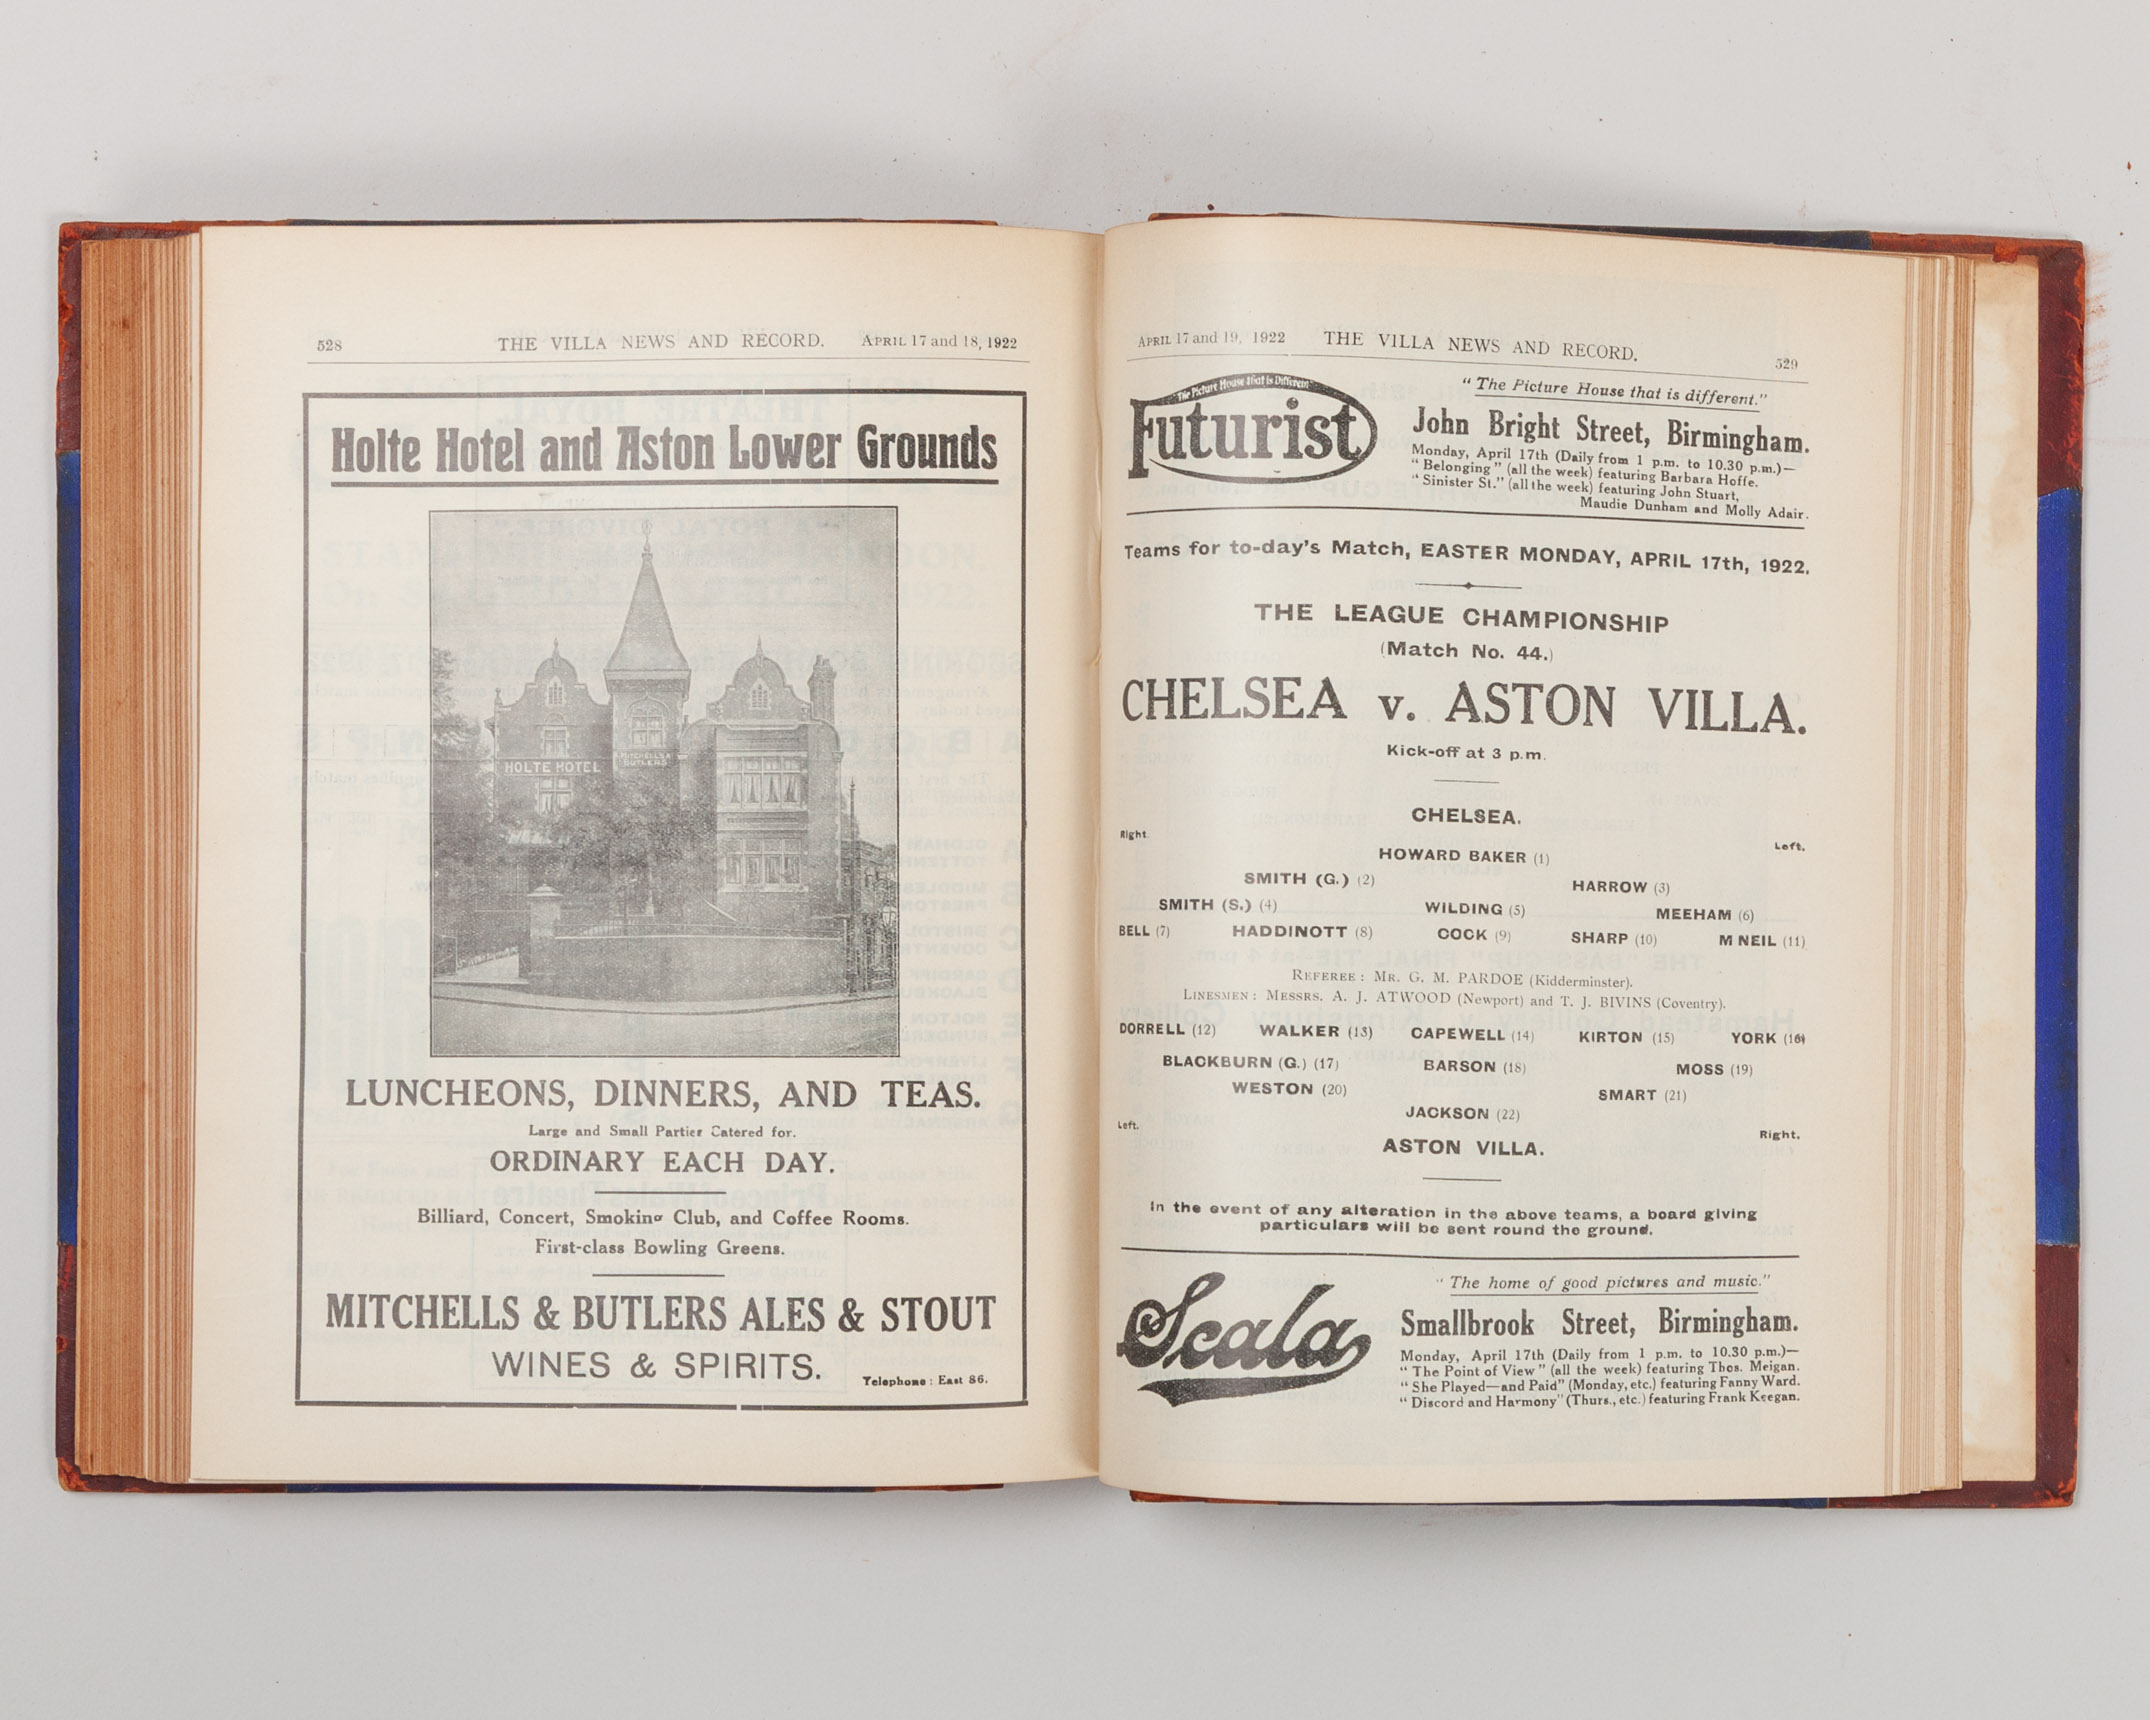 528 THE VILLA NEWS AND RECORD. APRIL 17 and 18, 1922
Holte Hotel and Aston Lower Grounds
HOLTE HOTEL
MITCHELLS &
BUTLERS
LUNCHEONS, DINNERS, AND TEAS.
Large and Small Parties Catered for.
ORDINARY EACH DAY.
Billiard, Concert, Smoking Club, and Coffee Rooms.
First-class Bowling Greens.
MITCHELLS & BUTLERS ALES & STOUT
WINES & SPIRITS.
Telephone: East 86.
APRIL 17 and 19, 1922 THE VILLA NEWS AND RECORD. 529
The Picture House that is Different
Futurist
"The Picture House that is different."
John Bright Street, Birmingham.
Monday, April 17th (Daily from 1 p.m. to 10.30 p.m.)—
"Belonging" (all the week) featuring Barbara Hoffe.
"Sinister St." (all the week) featuring John Stuart,
Maudie Dunham and Molly Adair.
Teams for to-day's Match, EASTER MONDAY, APRIL 17th, 1922.
THE LEAGUE CHAMPIONSHIP
(Match No. 44.)
CHELSEA v. ASTON VILLA.
Kick-off at 3 p.m.
CHELSEA.
Right. Left.
HOWARD BAKER (1)
SMITH (G.) (2) HARROW (3)
SMITH (S.) (4) WILDING (5) MEEHAM (6)
BELL (7) HADDINOTT (8) COCK (9) SHARP (10) M NEIL (11)
REFEREE: MR. G. M. PARDOE (Kidderminster).
LINESMEN: MESSRS. A. J. ATWOOD (Newport) and T. J. BIVINS (Coventry).
DORRELL (12) WALKER (13) CAPEWELL (14) KIRTON (15) YORK (16)
BLACKBURN (G.) (17) BARSON (18) MOSS (19)
WESTON (20) SMART (21)
JACKSON (22)
Left. Right.
ASTON VILLA.
In the event of any alteration in the above teams, a board giving
particulars will be sent round the ground.
Scala
"The home of good pictures and music."
Smallbrook Street, Birmingham.
Monday, April 17th (Daily from 1 p.m. to 10.30 p.m.)—
"The Point of View" (all the week) featuring Thos. Meigan.
"She Played—and Paid" (Monday, etc.) featuring Fanny Ward.
"Discord and Harmony" (Thurs., etc.) featuring Frank Keegan.